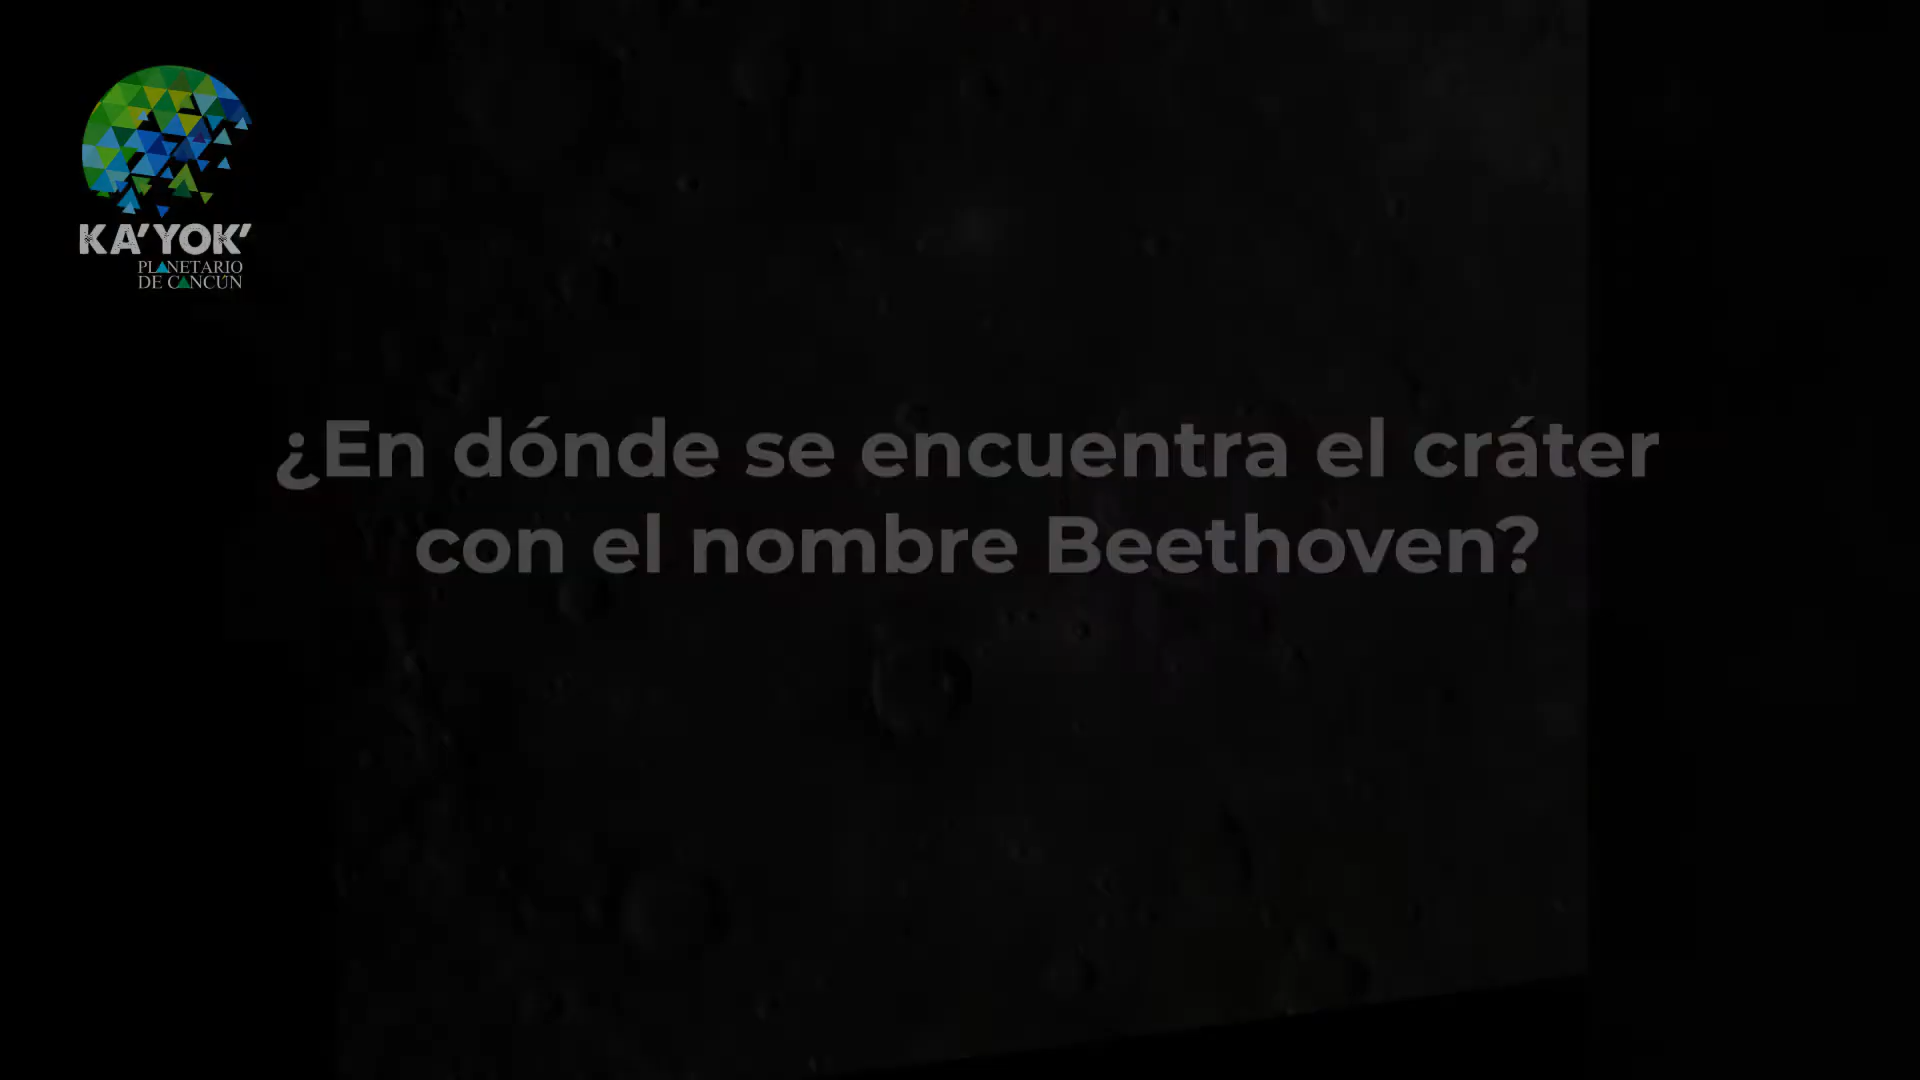 KA'YOK'
PLANETARIO
DE CANCÚN
¿En dónde se encuentra el cráter
con el nombre Beethoven?